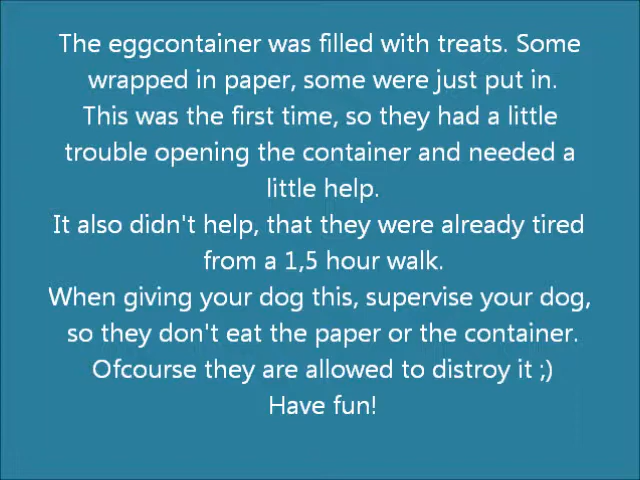 The eggcontainer was filled with treats. Some
wrapped in paper, some were just put in.
This was the first time, so they had a little
trouble opening the container and needed a
little help.
It also didn't help, that they were already tired
from a 1,5 hour walk.
When giving your dog this, supervise your dog,
so they don't eat the paper or the container.
Ofcourse they are allowed to distroy it ;)
Have fun!